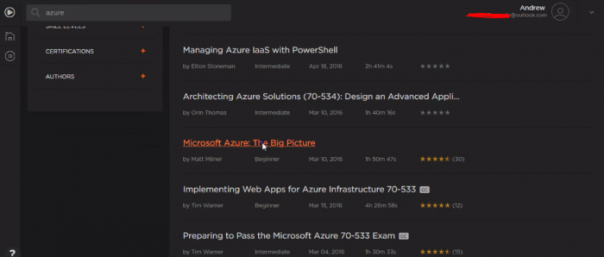 azure
Andrew
@outlook.com
SKILL LEVELS
CERTIFICATIONS +
AUTHORS +
Managing Azure IaaS with PowerShell
by Elton Stoneman Intermediate Apr 18, 2016 2h 41m 4s
Architecting Azure Solutions (70-534): Design an Advanced Appli...
by Orin Thomas Intermediate Mar 10, 2016 1h 40m 16s
Microsoft Azure: The Big Picture
by Matt Milner Beginner Mar 10, 2016 1h 50m 47s (30)
Implementing Web Apps for Azure Infrastructure 70-533 CC
by Tim Warner Beginner Mar 15, 2016 4h 26m 58s (12)
Preparing to Pass the Microsoft Azure 70-533 Exam CC
by Tim Warner Intermediate Mar 04, 2016 1h 30m 33s (15)
?